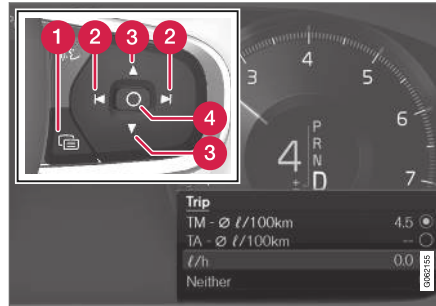 1
2
3
2
4
3
3
4
5
6
7
4
P
R
N
D
±
Trip
TM - Ø ℓ/100km 4.5
TA - Ø ℓ/100km --
ℓ/h 0.0
Neither
G062155